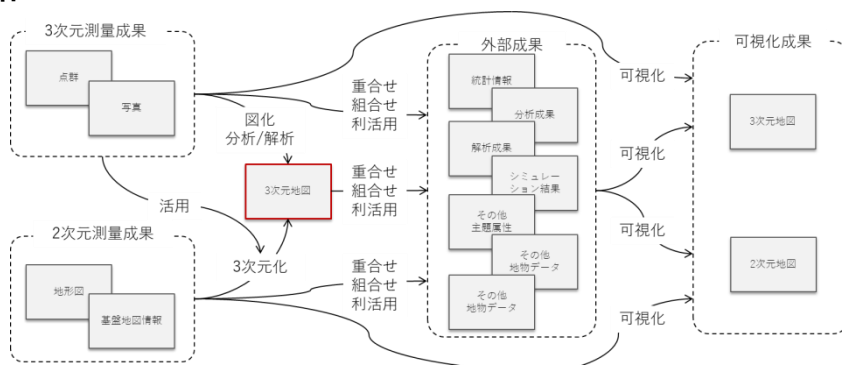 3次元測量成果
点群
写真
2次元測量成果
地形図
基盤地図情報
活用
図化
分析/解析
3次元地図
3次元化
重合せ
組合せ
利活用
重合せ
組合せ
利活用
重合せ
組合せ
利活用
外部成果
統計情報
分析成果
解析成果
シミュレー
ション結果
その他
主題属性
その他
地物データ
その他
地物データ
可視化
可視化
可視化
可視化
可視化成果
3次元地図
2次元地図